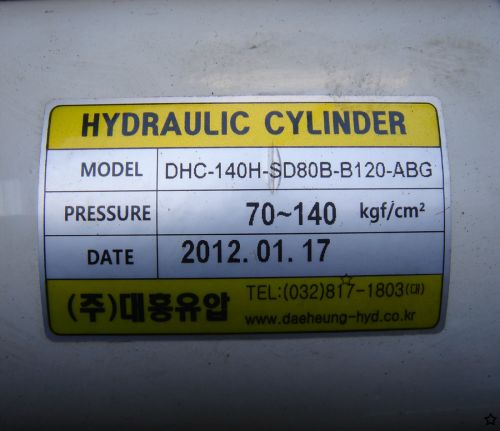 HYDRAULIC CYLINDER
MODEL DHC-140H-SD80B-B120-ABG
PRESSURE 70~140 kgf/cm²
DATE 2012.01.17
(주)대흥유압 TEL:(032)817-1803(대)
www.daeheung-hyd.co.kr